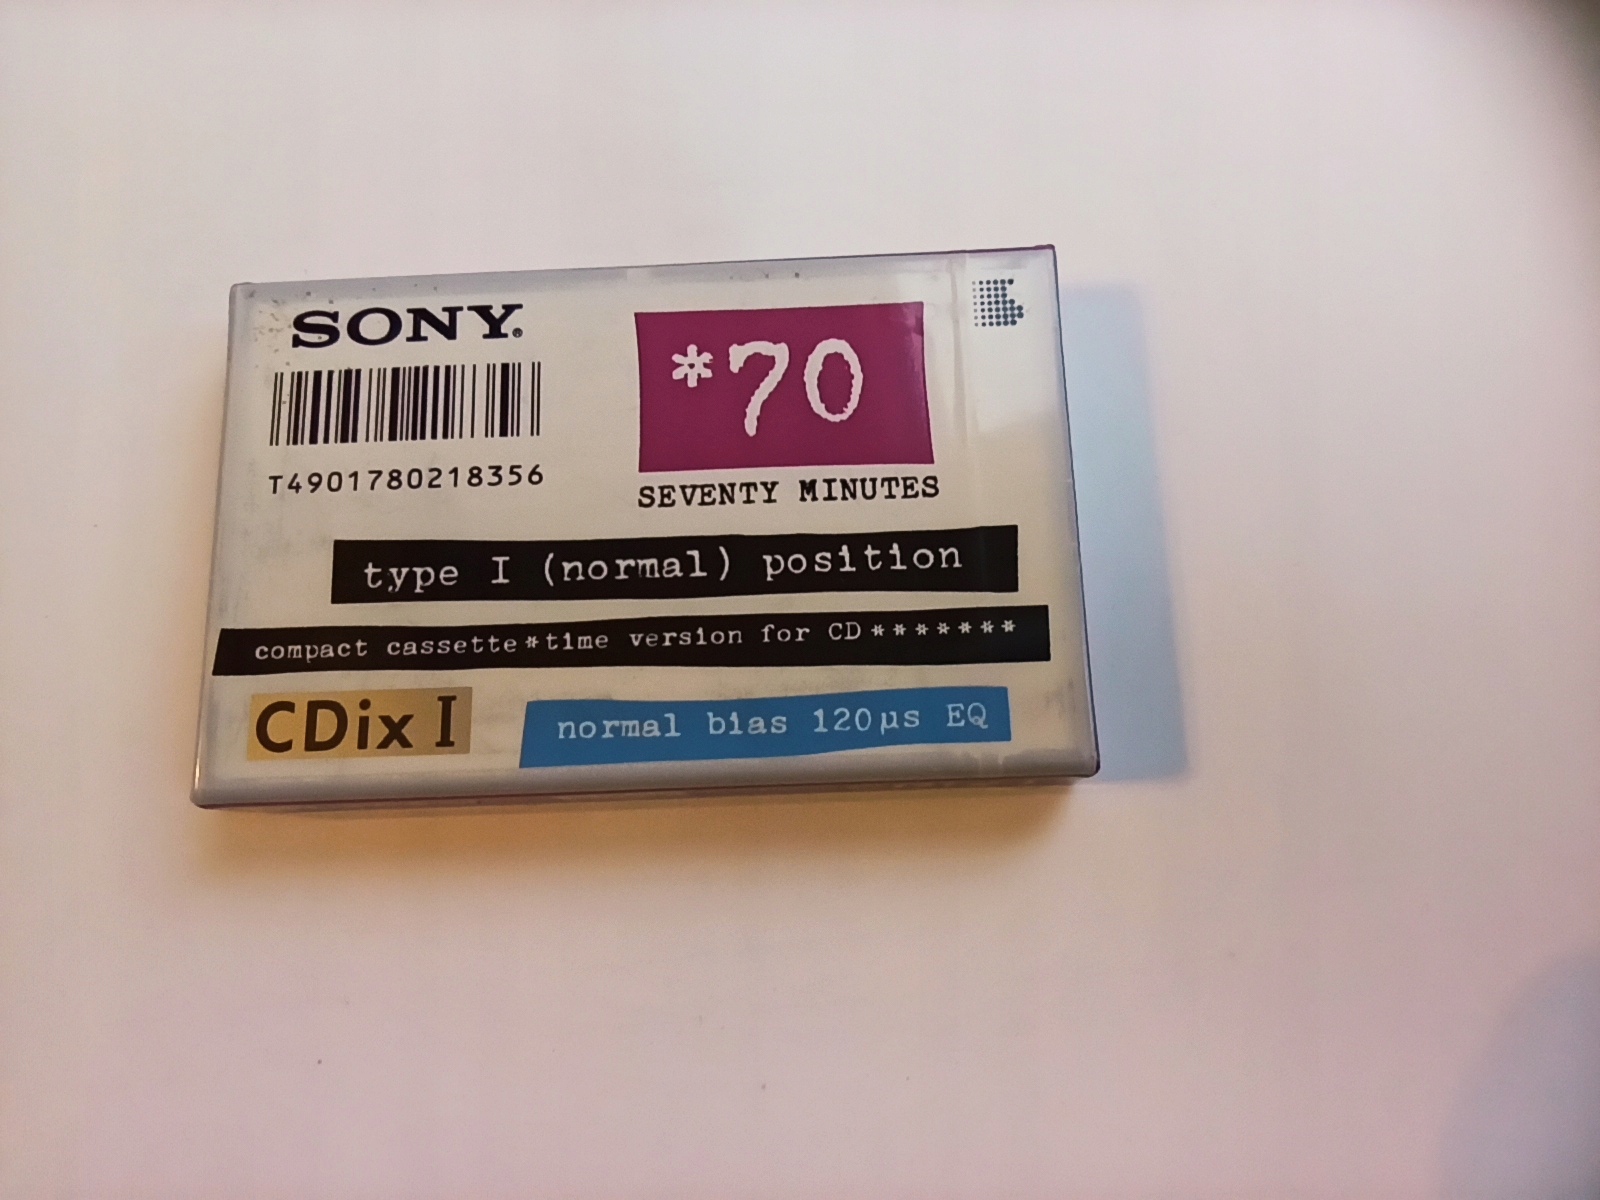 SONY®
*70
T4901780218356
SEVENTY MINUTES
type I (normal) position
compact cassette*time version for CD*******
CDix I
normal bias 120µs EQ